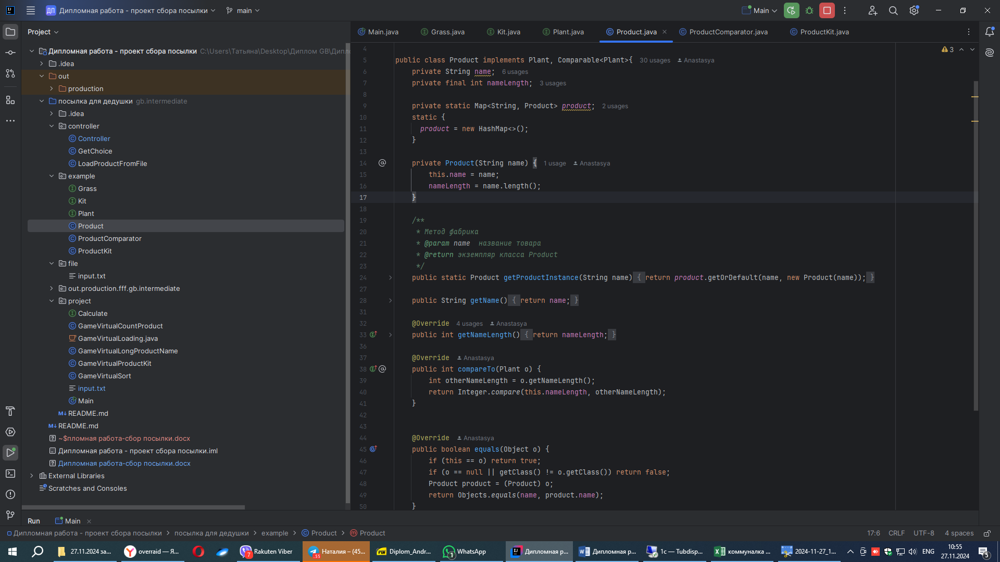 ДП Дипломная работа - проект сбора посылки main Main
Project
Дипломная работа - проект сбора посылки C:\Users\Татьяна\Desktop\Диплом GB\Дипл
.idea
out
production
посылка для дедушки gb.intermediate
.idea
controller
Controller
GetChoice
LoadProductFromFile
example
Grass
Kit
Plant
Product
ProductComparator
ProductKit
file
input.txt
out.production.fff.gb.intermediate
project
Calculate
GameVirtualCountProduct
GameVirtualLoading.java
GameVirtualLongProductName
GameVirtualProductKit
GameVirtualSort
input.txt
Main
README.md
README.md
~$пломная работа-сбор посылки.docx
Дипломная работа - проект сбора посылки.iml
Дипломная работа-сбор посылки.docx
External Libraries
Scratches and Consoles
Main.java Grass.java Kit.java Plant.java Product.java ProductComparator.java ProductKit.java
3
4
5 public class Product implements Plant, Comparable<Plant>{ 30 usages Anastasya
6 private String name; 6 usages
7 private final int nameLength; 3 usages
8
9 private static Map<String, Product> product; 2 usages
10 static {
11 product = new HashMap<>();
12 }
13
14 private Product(String name) { 1 usage Anastasya
15 this.name = name;
16 nameLength = name.length();
17 }
18
19 /**
20 * Метод фабрика
21 * @param name название товара
22 * @return экземпляр класса Product
23 */
24 public static Product getProductInstance(String name) { return product.getOrDefault(name, new Product(name)); }
27
28 public String getName() { return name; }
31
32 @Override 4 usages Anastasya
33 public int getNameLength() { return nameLength; }
36
37 @Override Anastasya
38 public int compareTo(Plant o) {
39 int otherNameLength = o.getNameLength();
40 return Integer.compare(this.nameLength, otherNameLength);
41 }
42
43
44 @Override Anastasya
45 public boolean equals(Object o) {
46 if (this == o) return true;
47 if (o == null || getClass() != o.getClass()) return false;
48 Product product = (Product) o;
49 return Objects.equals(name, product.name);
50 }
Run Main
Дипломная работа - проект сбора посылки > посылка для дедушки > example > Product > Product 17:6 CRLF UTF-8 4 spaces
27.11.2024 за... overraid — Я... Rakuten Viber 7 Наталия – (45... .55 Diplom_Andr... WhatsApp 1 Дипломная р... Дипломная р... 1c — Tubdisp... коммуналка ... 2024-11-27_1... ENG 10:55 5
27.11.2024